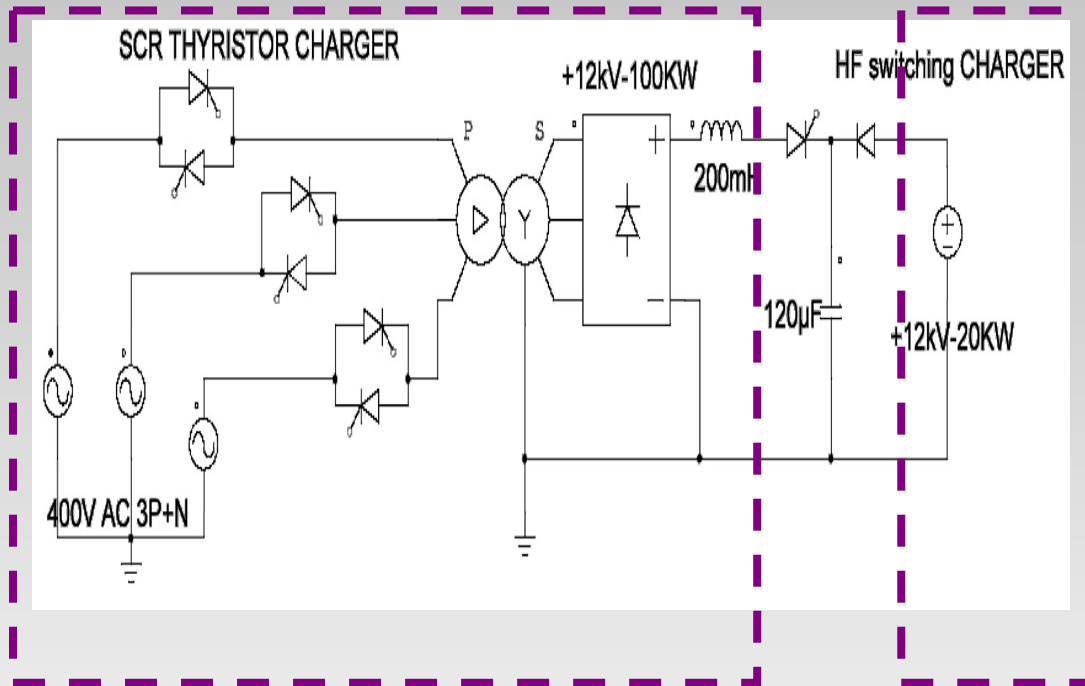 SCR THYRISTOR CHARGER
HF switching CHARGER
+12kV-100KW
P
S
200mH
120µF
+12kV-20KW
400V AC 3P+N